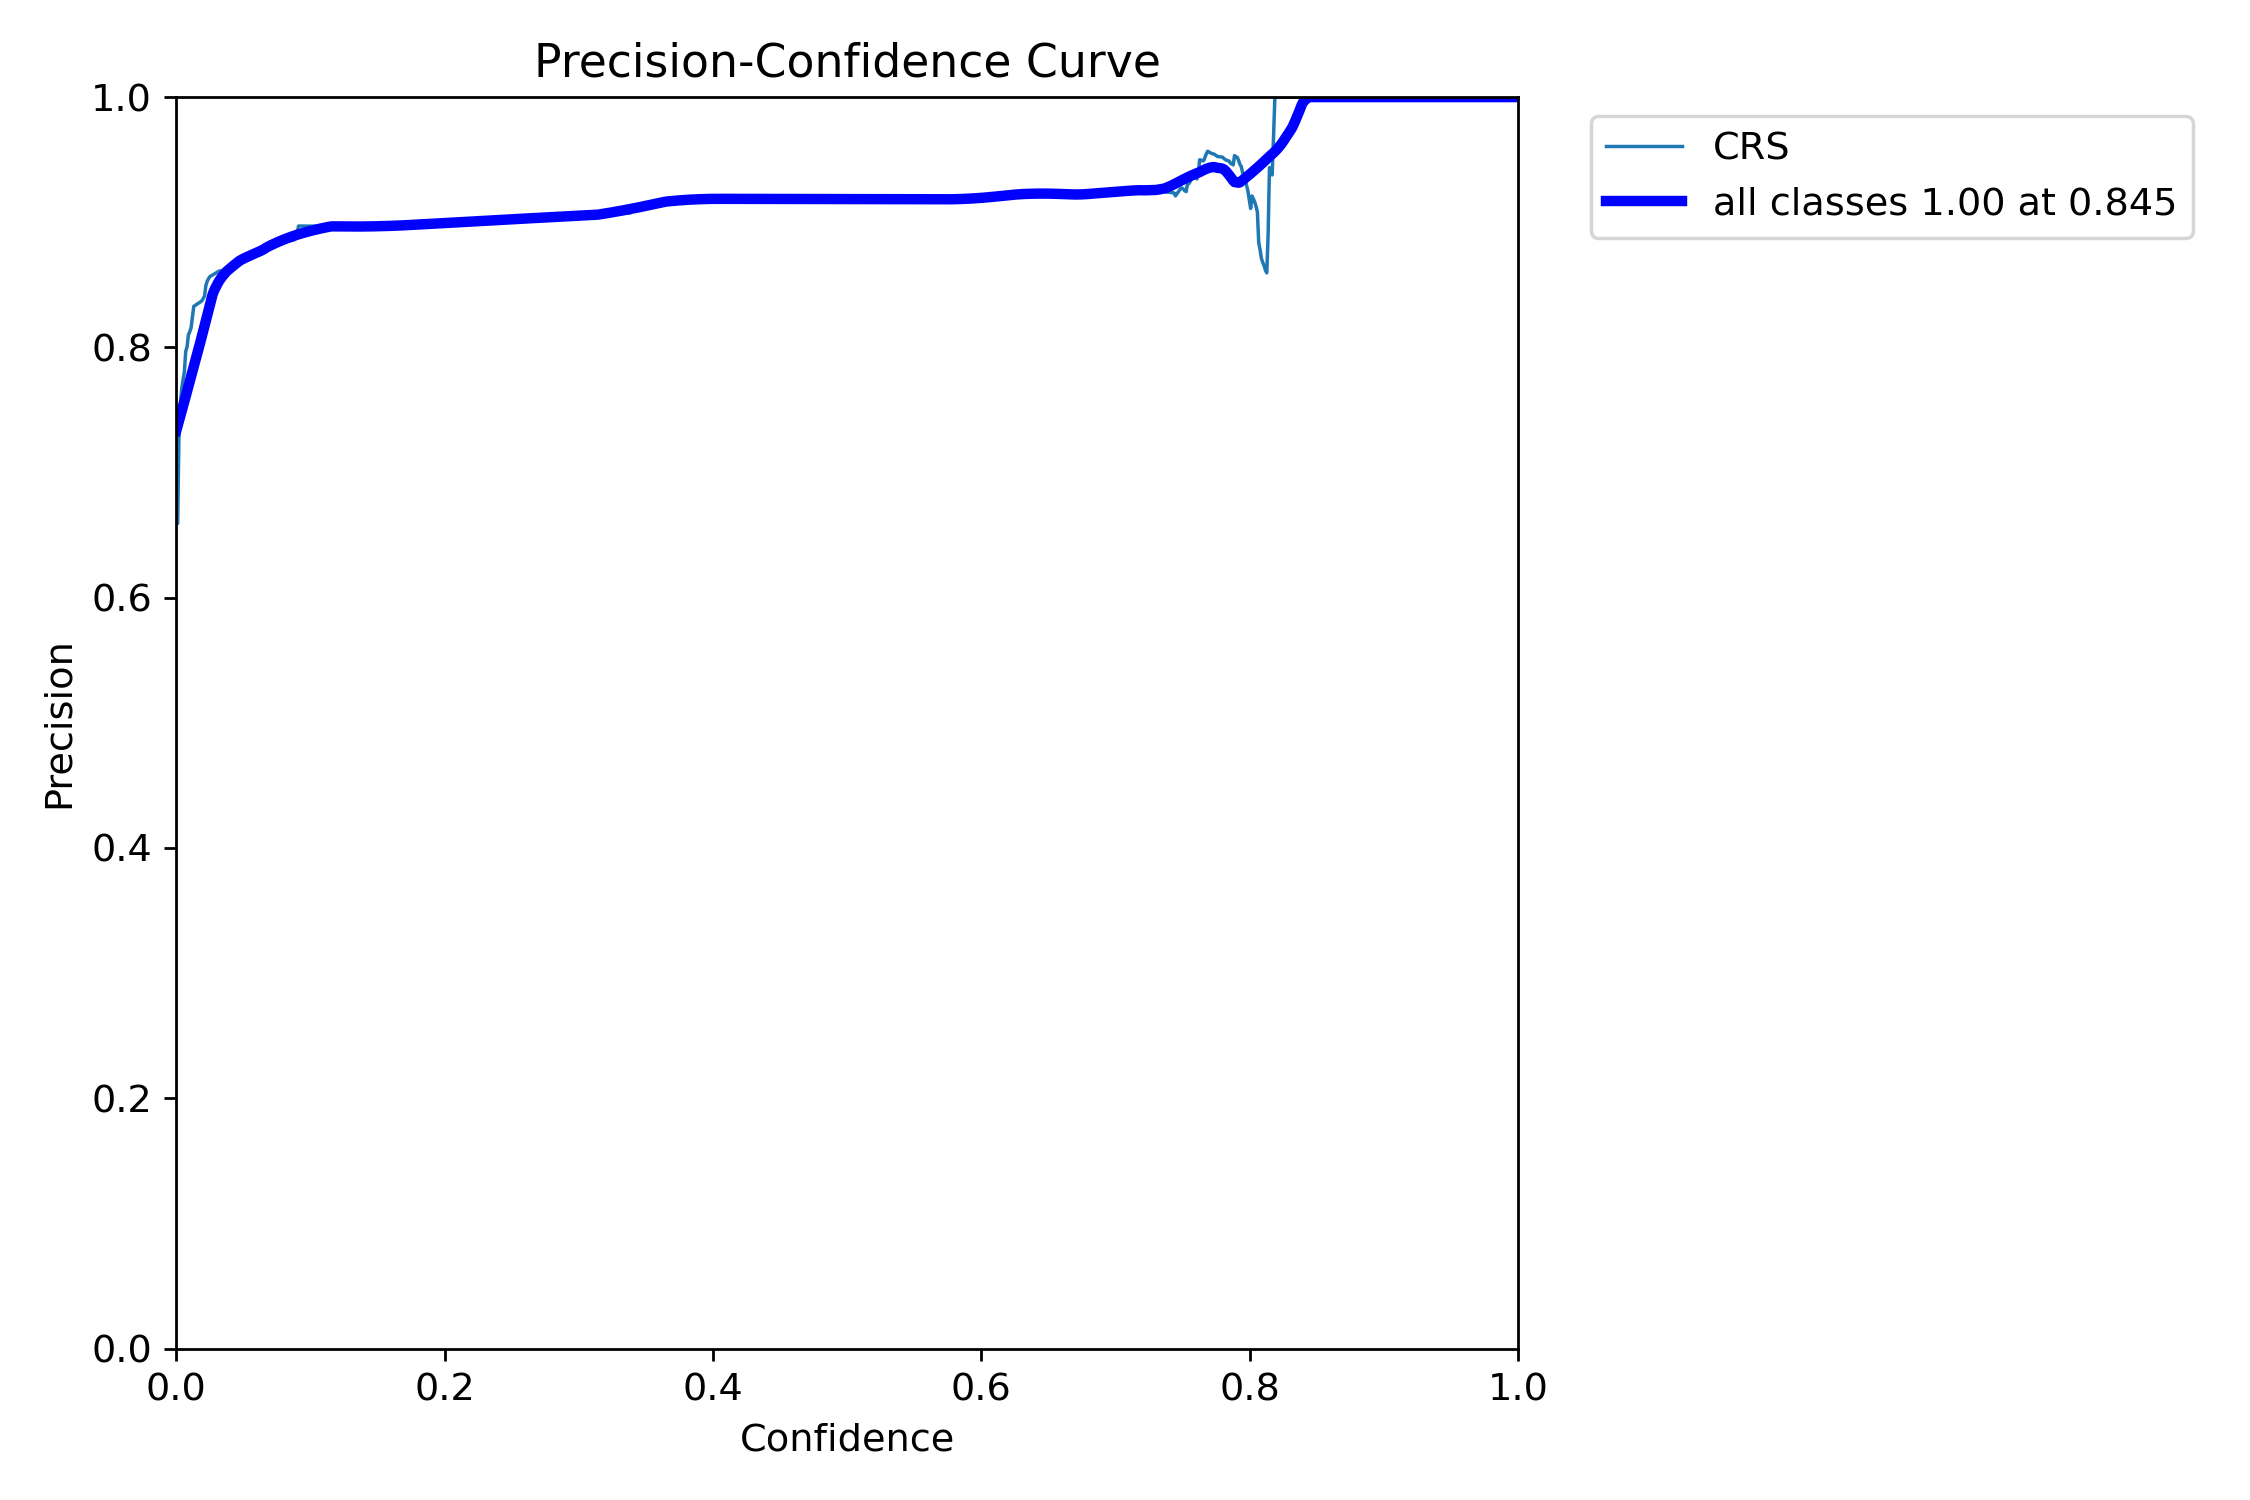 Precision-Confidence Curve
1.0
0.8
0.6
0.4
0.2
0.0
Precision
0.0 0.2 0.4 0.6 0.8 1.0
Confidence
CRS
all classes 1.00 at 0.845